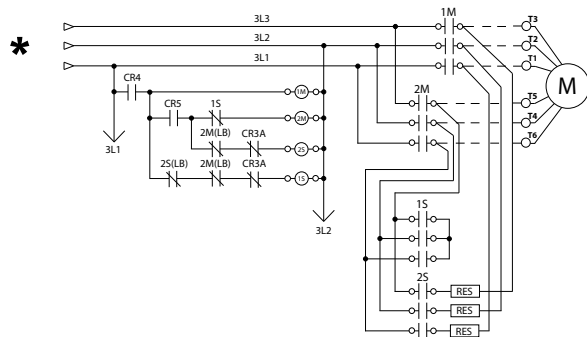 3L3
1M
T3
3L2
T2
*
3L1
T1
M
CR4
2M
T5
1M
CR5
1S
T4
2M
2M(LB)
CR3A
T6
3L1
2S
2S(LB)
2M(LB)
CR3A
1S
1S
3L2
2S
RES
RES
RES